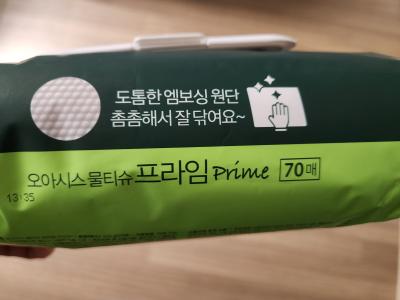 도톰한 엠보싱 원단
촘촘해서 잘 닦여요~
오아시스 물티슈 프라임 Prime 70매
13:35